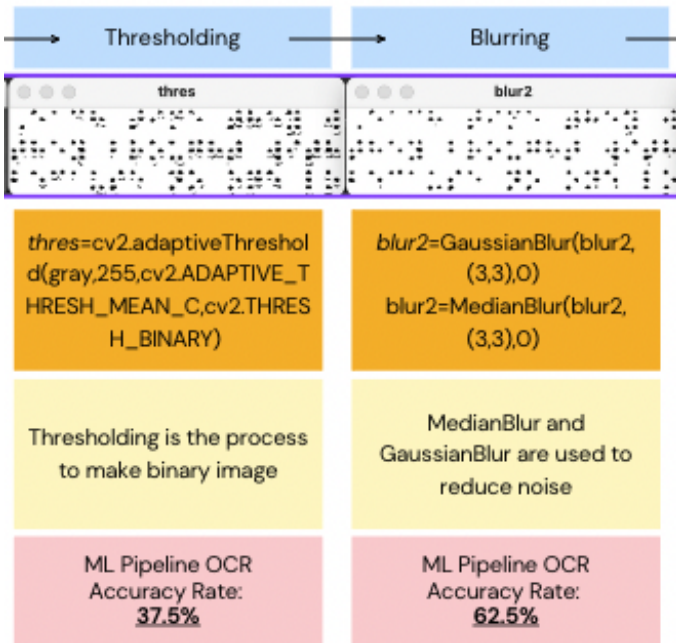 Thresholding
Blurring
thres
blur2
thres=cv2.adaptiveThreshol
d(gray,255,cv2.ADAPTIVE_T
HRESH_MEAN_C,cv2.THRES
H_BINARY)
blur2=GaussianBlur(blur2,
(3,3),0)
blur2=MedianBlur(blur2,
(3,3),0)
Thresholding is the process
to make binary image
MedianBlur and
GaussianBlur are used to
reduce noise
ML Pipeline OCR
Accuracy Rate:
37.5%
ML Pipeline OCR
Accuracy Rate:
62.5%